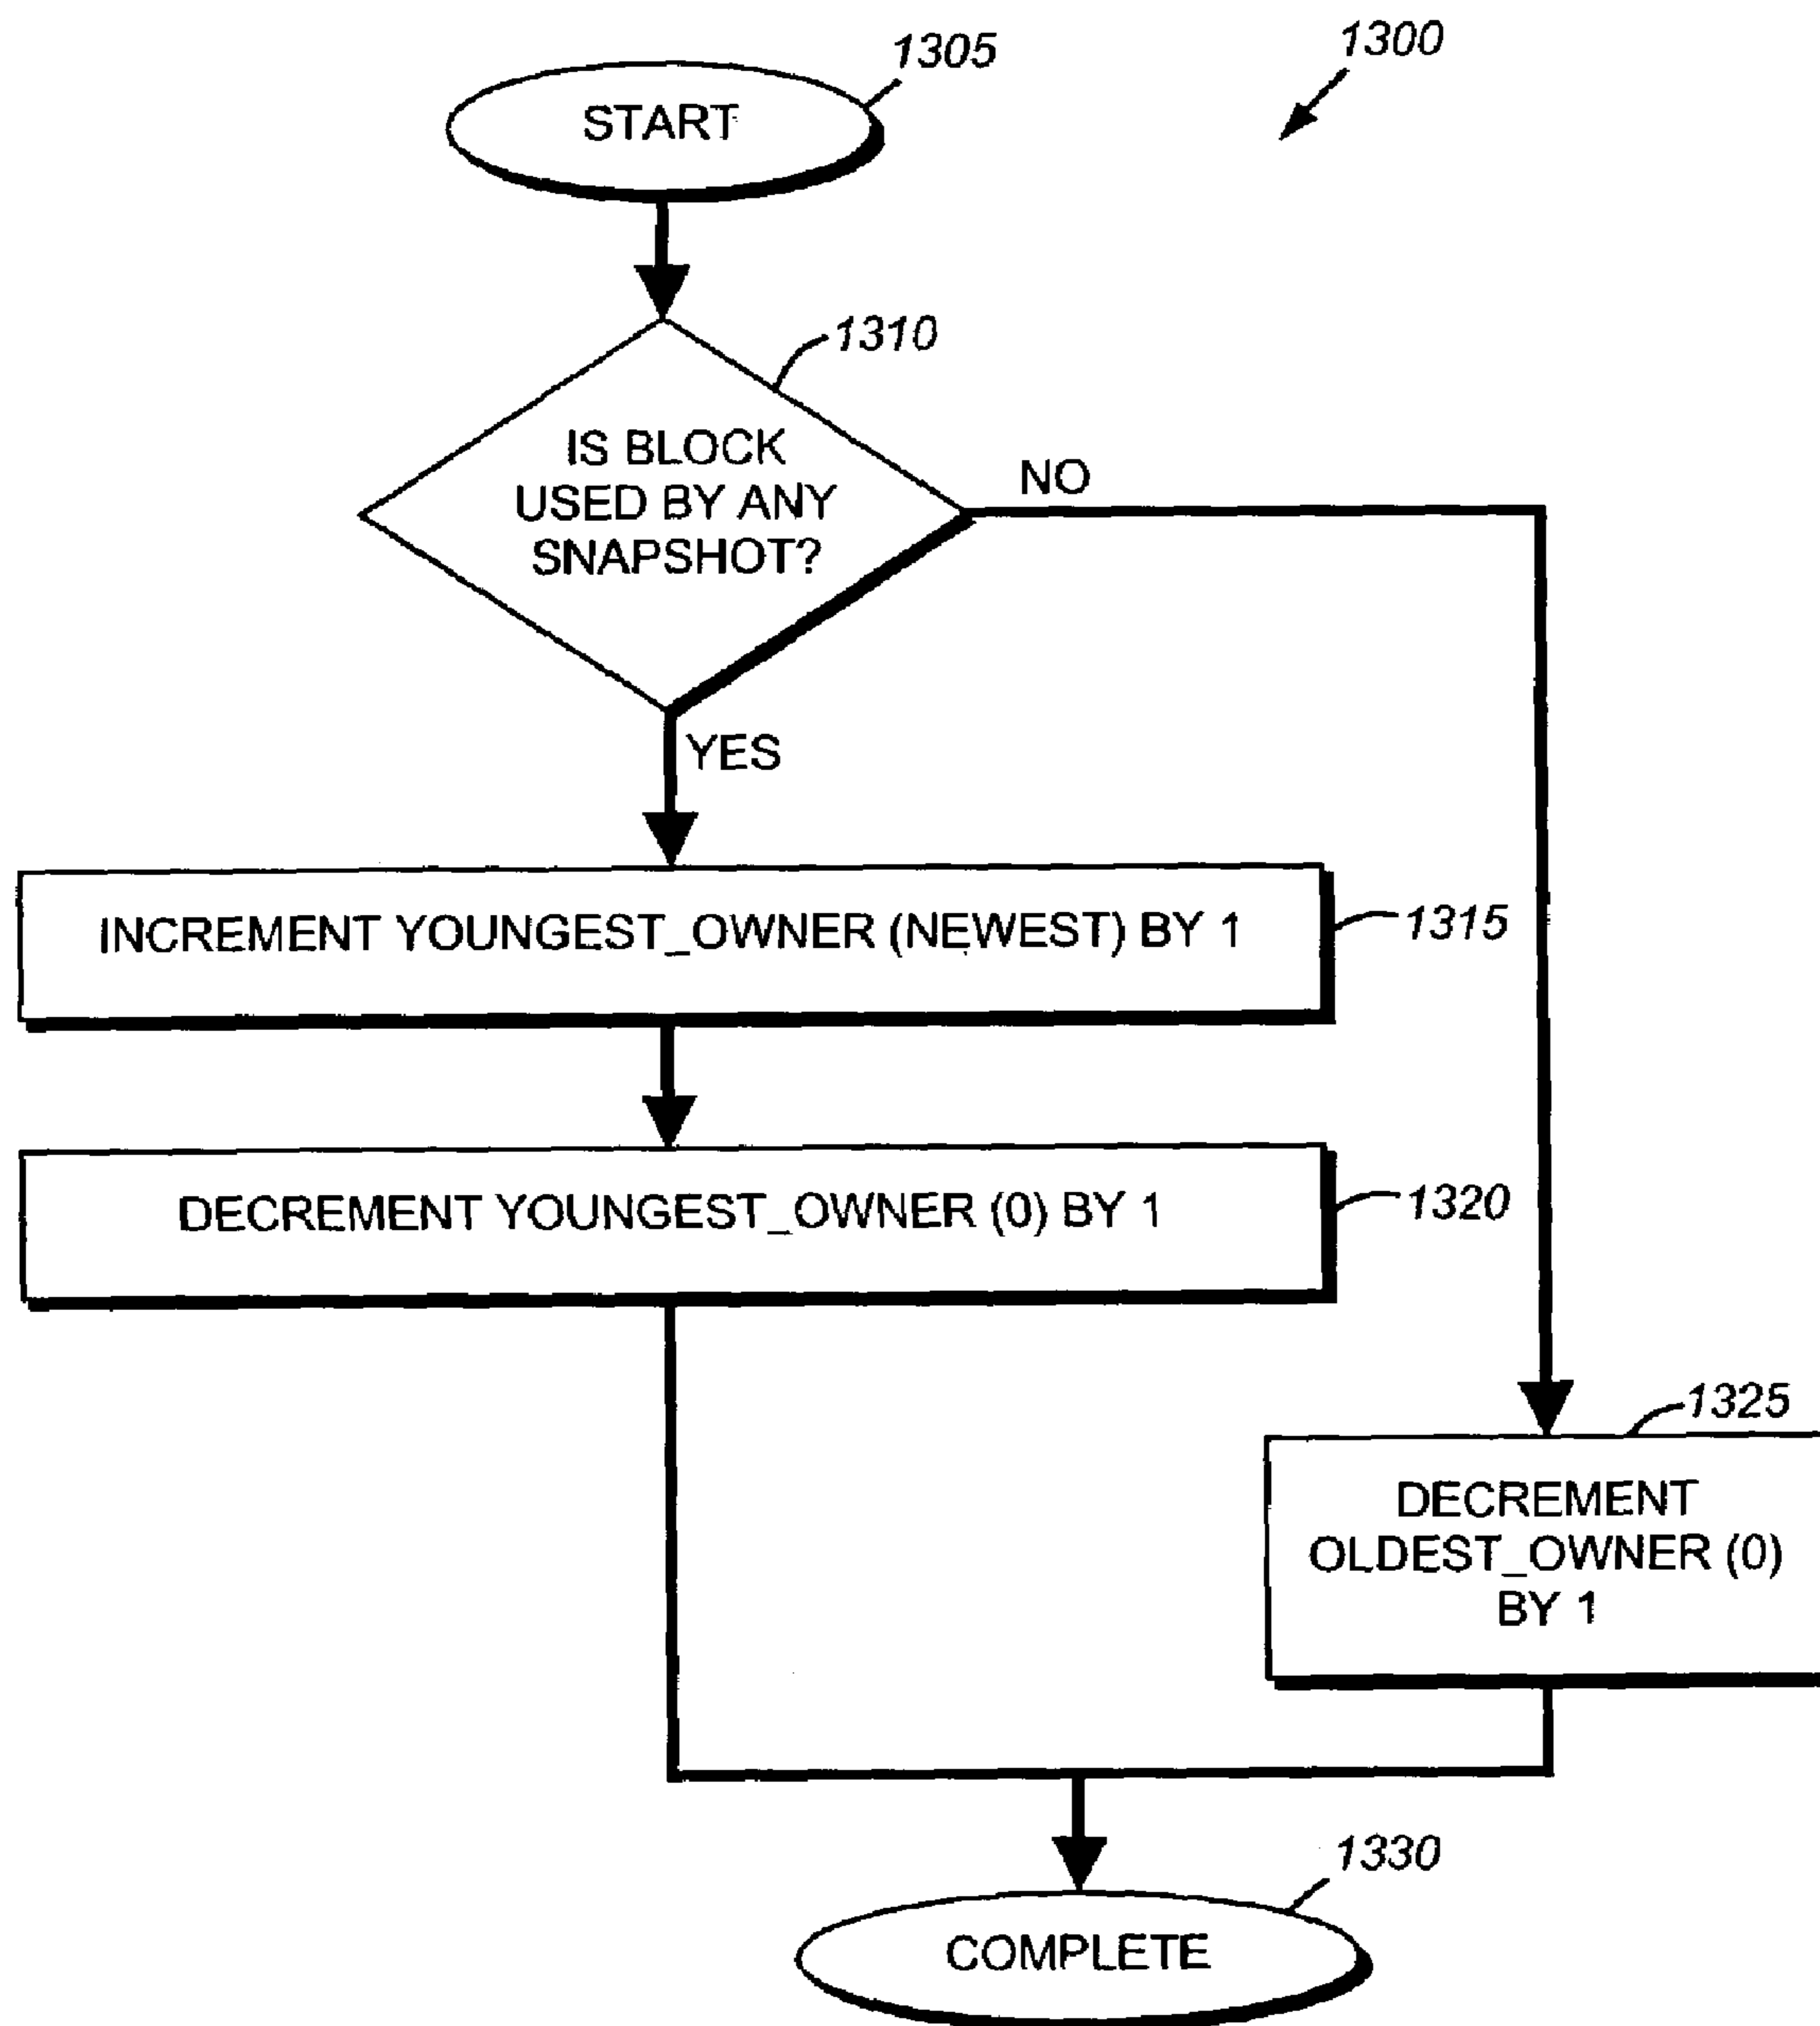 1305
1300
START
1310
IS BLOCK
USED BY ANY
SNAPSHOT?
NO
YES
INCREMENT YOUNGEST_OWNER (NEWEST) BY 1
1315
DECREMENT YOUNGEST_OWNER (0) BY 1
1320
1325
DECREMENT
OLDEST_OWNER (0)
BY 1
1330
COMPLETE